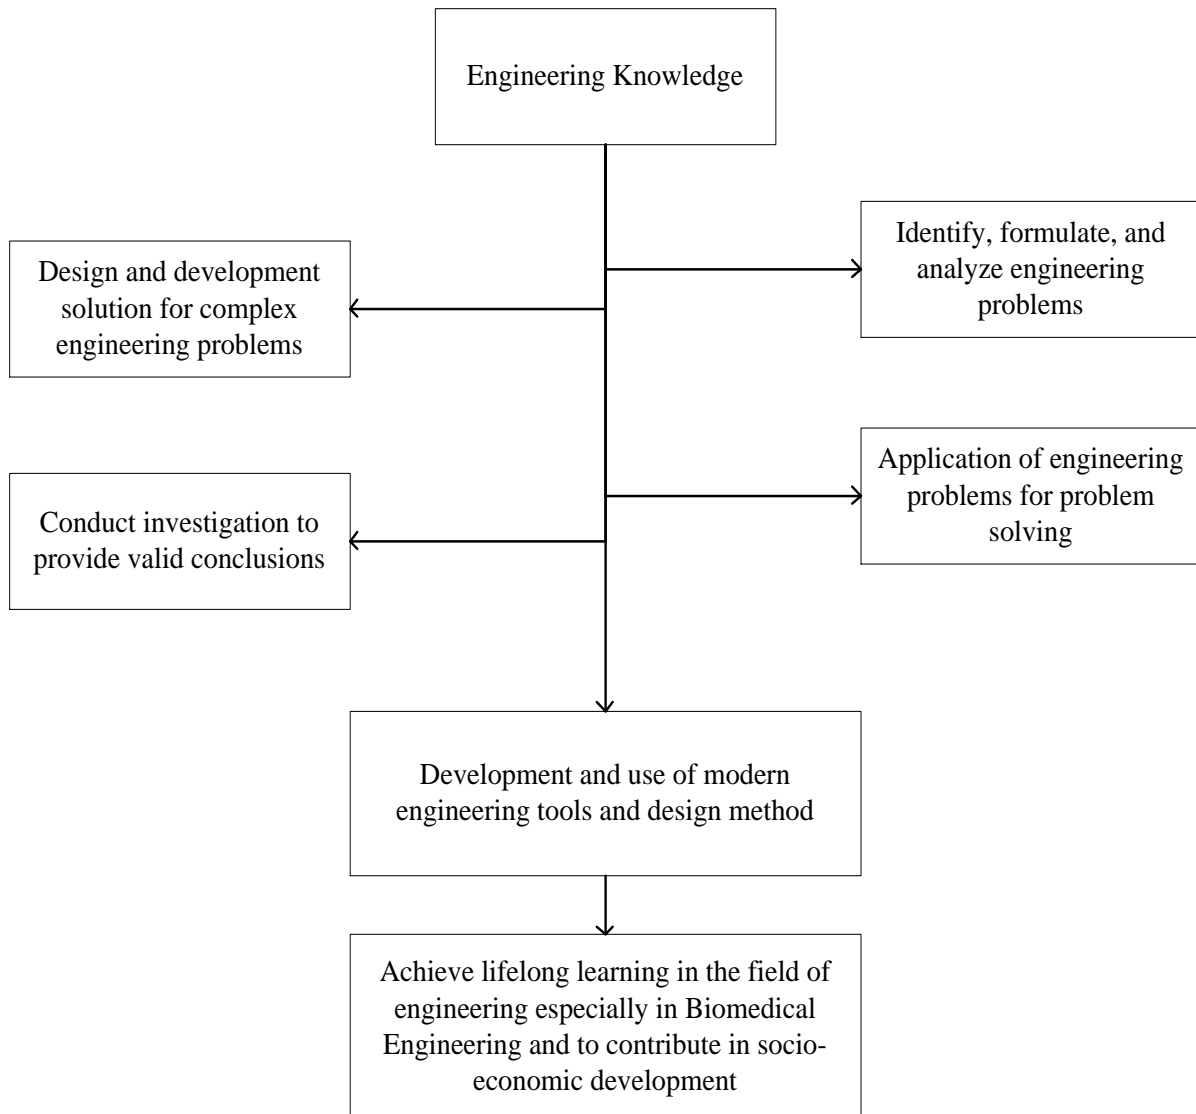 Engineering Knowledge
Identify, formulate, and
analyze engineering
problems
Design and development
solution for complex
engineering problems
Application of engineering
problems for problem
solving
Conduct investigation to
provide valid conclusions
Development and use of modern
engineering tools and design method
Achieve lifelong learning in the field of
engineering especially in Biomedical
Engineering and to contribute in socio-
economic development